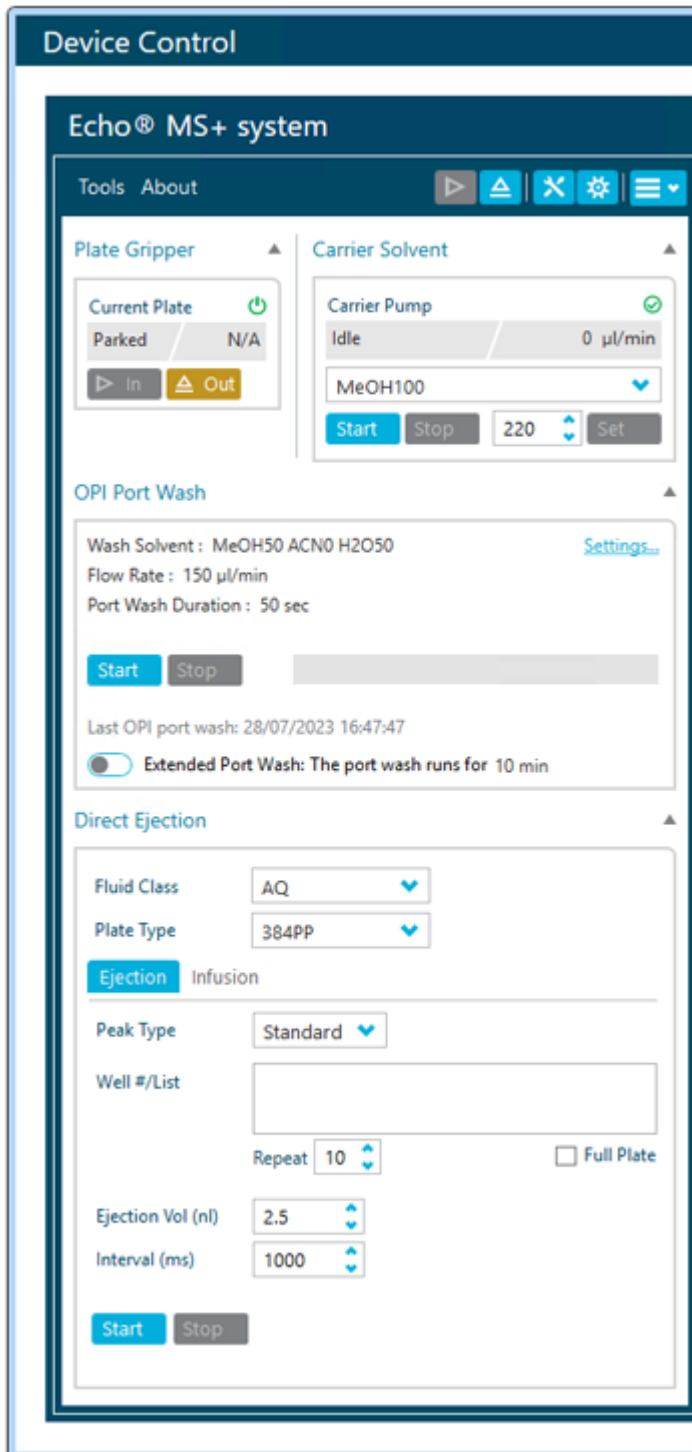 Device Control
Echo® MS+ system
Tools About
Plate Gripper
Current Plate
Parked N/A
In Out
Carrier Solvent
Carrier Pump
Idle 0 µl/min
MeOH100
Start Stop 220 Set
OPI Port Wash
Wash Solvent : MeOH50 ACN0 H2O50 Settings...
Flow Rate : 150 µl/min
Port Wash Duration : 50 sec
Start Stop
Last OPI port wash: 28/07/2023 16:47:47
Extended Port Wash: The port wash runs for 10 min
Direct Ejection
Fluid Class AQ
Plate Type 384PP
Ejection Infusion
Peak Type Standard
Well #/List
Repeat 10 Full Plate
Ejection Vol (nl) 2.5
Interval (ms) 1000
Start Stop